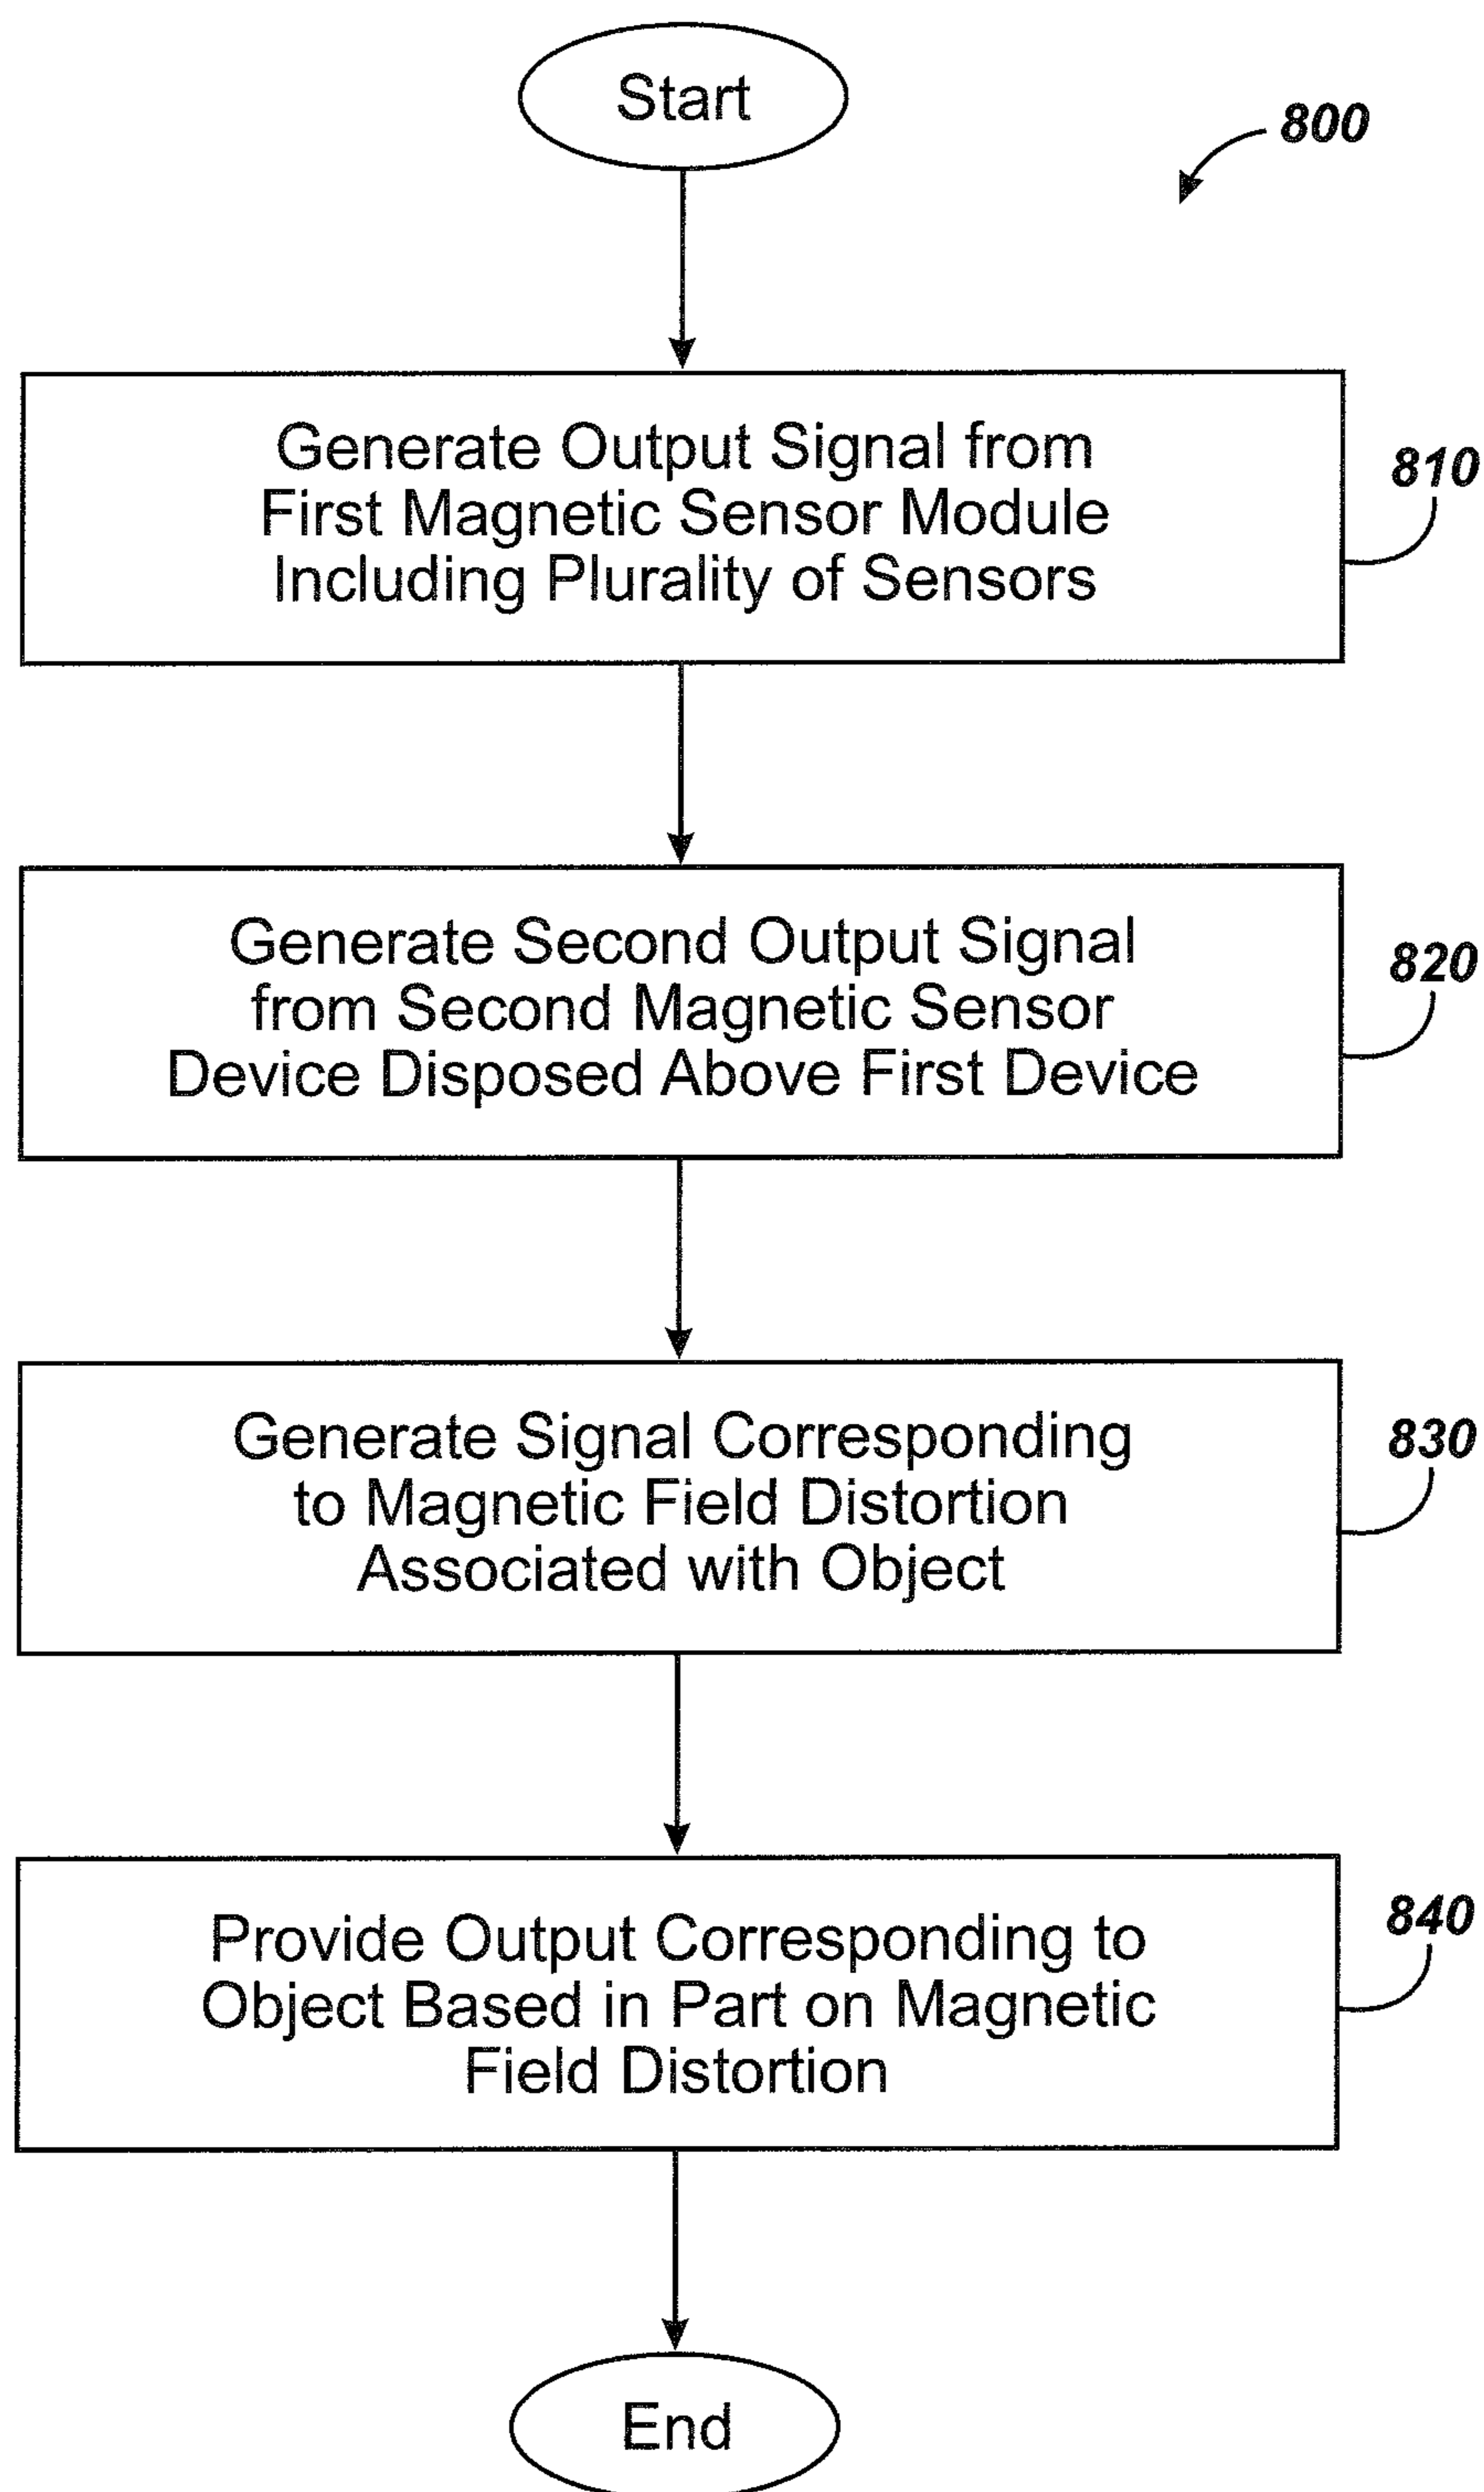 Start
800
Generate Output Signal from
First Magnetic Sensor Module
Including Plurality of Sensors
810
Generate Second Output Signal
from Second Magnetic Sensor
Device Disposed Above First Device
820
Generate Signal Corresponding
to Magnetic Field Distortion
Associated with Object
830
Provide Output Corresponding to
Object Based in Part on Magnetic
Field Distortion
840
End